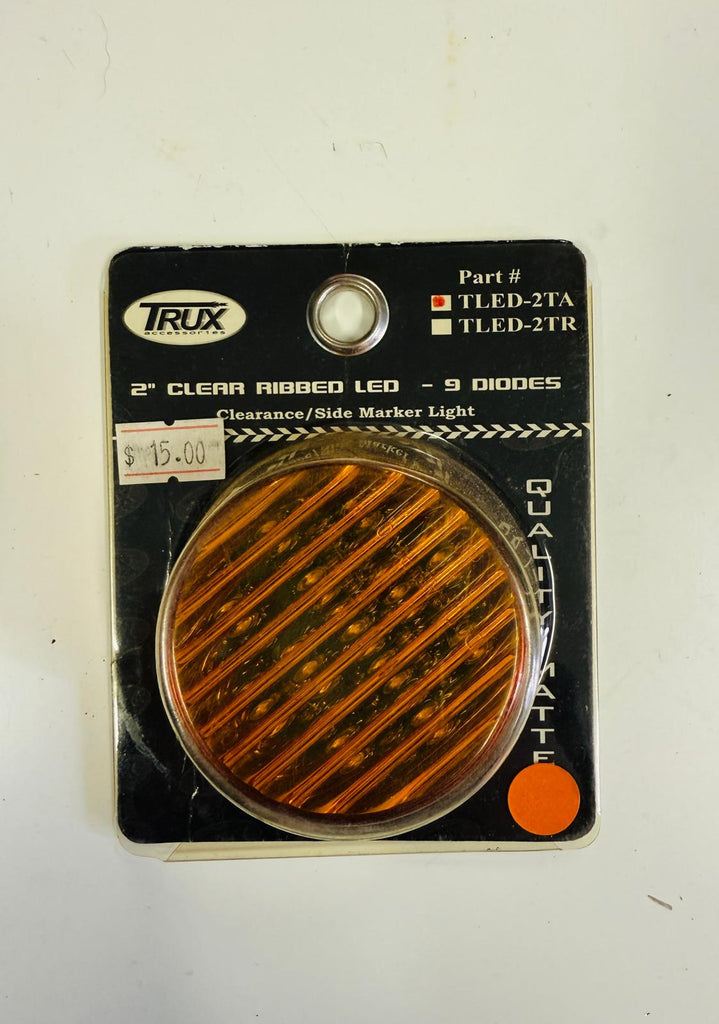 Part #
TLED-2TA
TLED-2TR
TRUX
accessories
2" CLEAR RIBBED LED - 9 DIODES
Clearance/Side Marker Light
$ 15.00
QUALITY MATTE